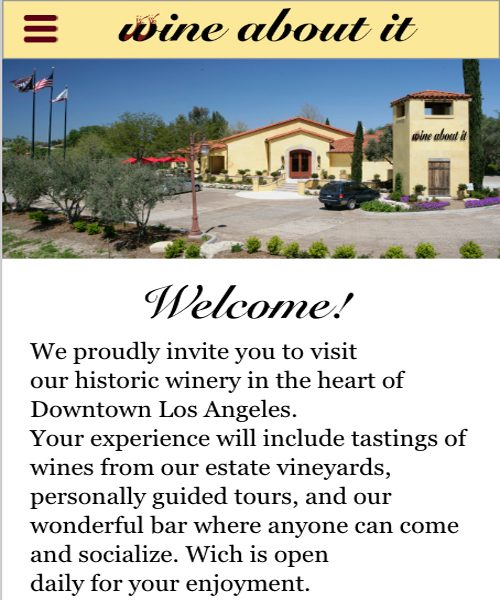 wine about it
wine about it
Welcome!
We proudly invite you to visit
our historic winery in the heart of
Downtown Los Angeles.
Your experience will include tastings of
wines from our estate vineyards,
personally guided tours, and our
wonderful bar where anyone can come
and socialize. Wich is open
daily for your enjoyment.